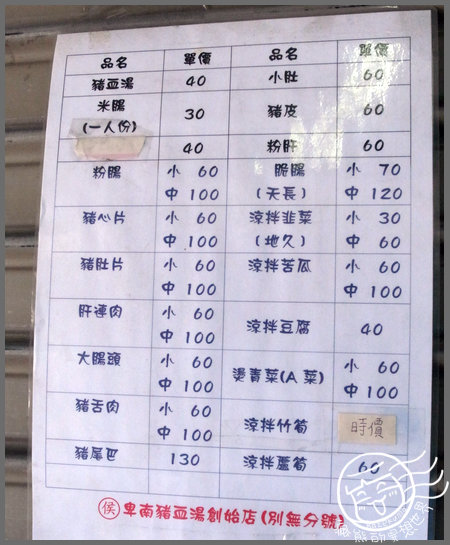 品名 單價 品名 單價
豬血湯 40 小肚 60
米腸 30 豬皮 60
(一人份)
40 粉肝 60
粉腸 小 60 脆腸 小 70
中 100 (天長) 中 120
豬心片 小 60 涼拌韭菜 小 30
中 100 (地久) 中 60
豬肚片 小 60 涼拌苦瓜 小 60
中 100 中 100
肝連肉 小 60 涼拌豆腐 40
中 100
大腸頭 小 60 燙青菜(A菜) 小 60
中 100 中 100
豬舌肉 小 60 涼拌竹筍 時價
中 100
豬尾巴 130 涼拌蘆筍 60
侯 卑南豬血湯創始店(別無分號)